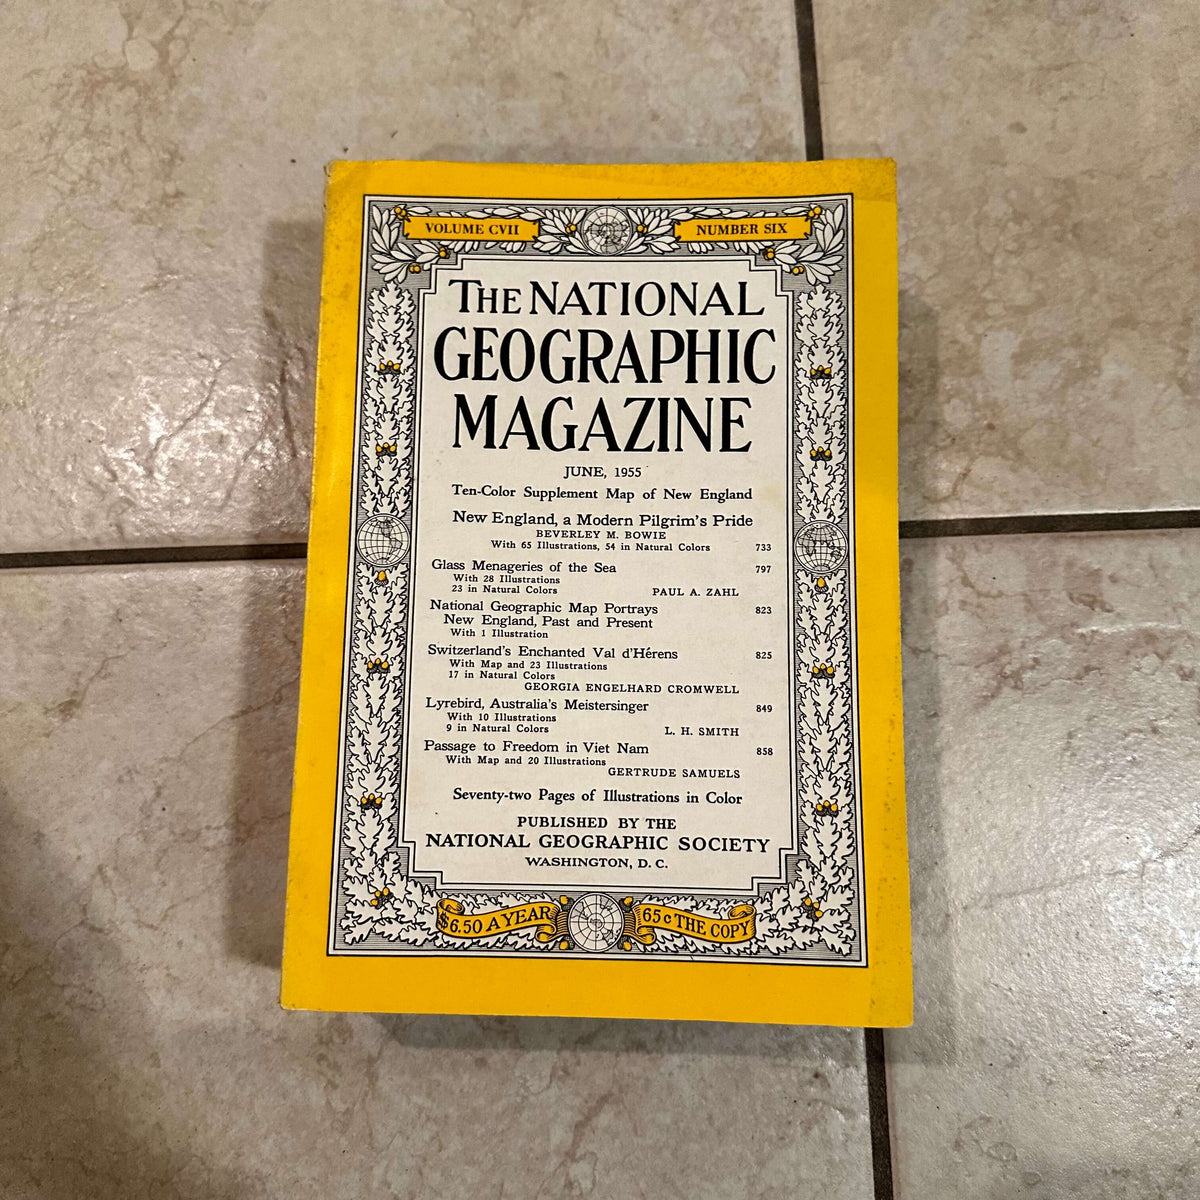 VOLUME CVII
NUMBER SIX
THE NATIONAL
GEOGRAPHIC
MAGAZINE
JUNE, 1955
Ten-Color Supplement Map of New England
New England, a Modern Pilgrim's Pride
BEVERLEY M. BOWIE
With 65 Illustrations, 54 in Natural Colors 733
Glass Menageries of the Sea 797
With 28 Illustrations
23 in Natural Colors PAUL A. ZAHL
National Geographic Map Portrays 823
New England, Past and Present
With 1 Illustration
Switzerland's Enchanted Val d'Hérens 825
With Map and 23 Illustrations
17 in Natural Colors
GEORGIA ENGELHARD CROMWELL
Lyrebird, Australia's Meistersinger 849
With 10 Illustrations
9 in Natural Colors L. H. SMITH
Passage to Freedom in Viet Nam 858
With Map and 20 Illustrations
GERTRUDE SAMUELS
Seventy-two Pages of Illustrations in Color
PUBLISHED BY THE
NATIONAL GEOGRAPHIC SOCIETY
WASHINGTON, D. C.
$6.50 A YEAR
65c THE COPY